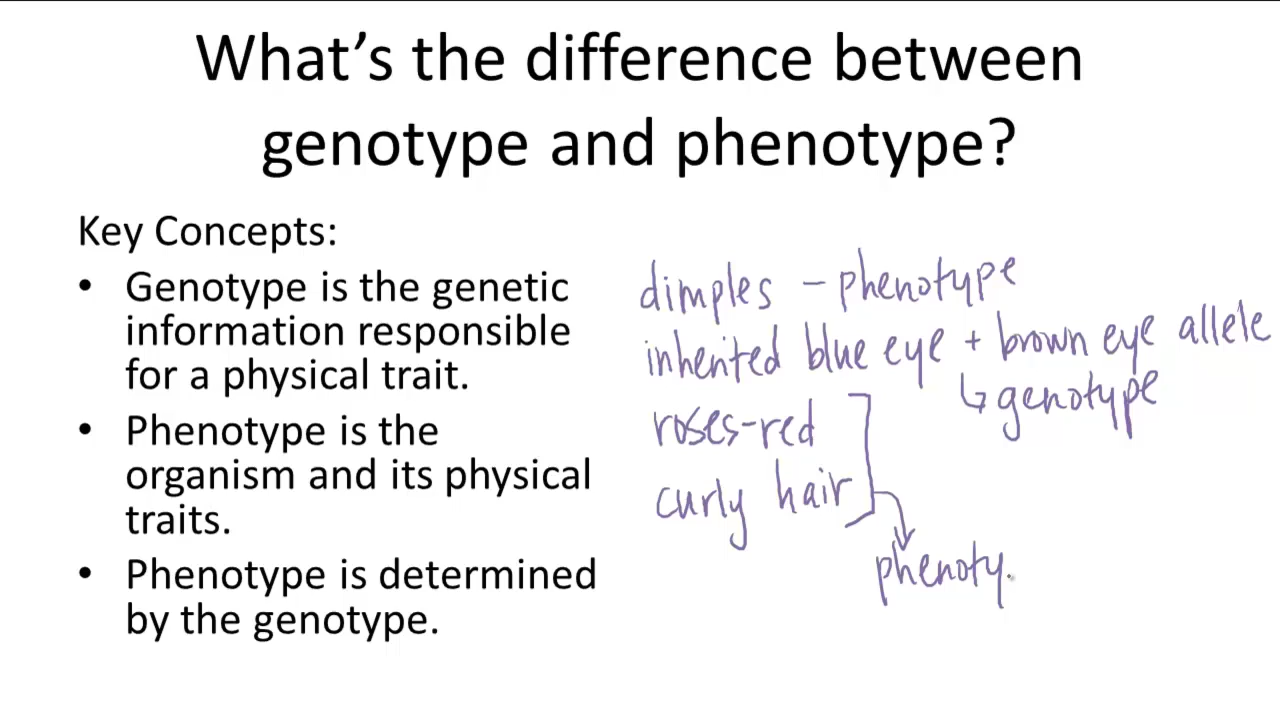 What’s the difference between
genotype and phenotype?
Key Concepts:
• Genotype is the genetic
information responsible
for a physical trait.
• Phenotype is the
organism and its physical
traits.
• Phenotype is determined
by the genotype.
dimples - phenotype
inherited blue eye + brown eye allele
↳ genotype
roses-red
curly hair
phenoty